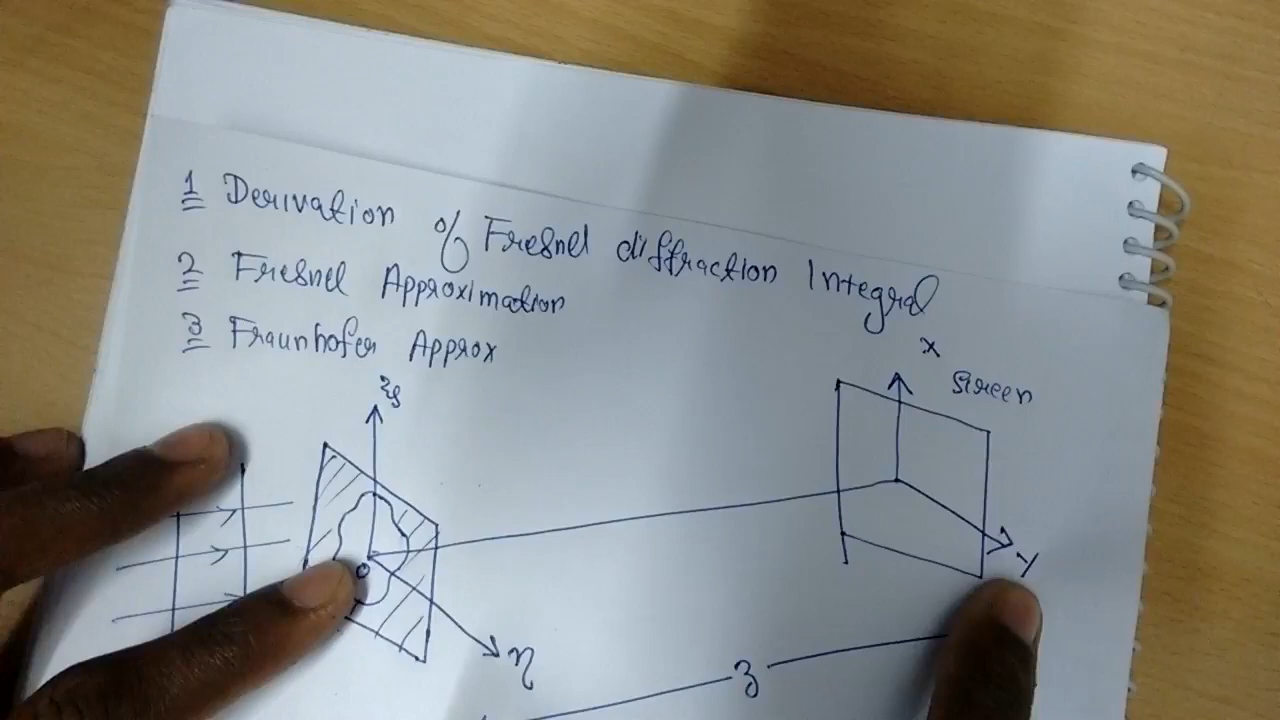 1 Derivation of Fresnel diffraction Integral
2 Fresnel Approximation
3 Fraunhofer Approx
x
Screen
ξ
O
y
η
z